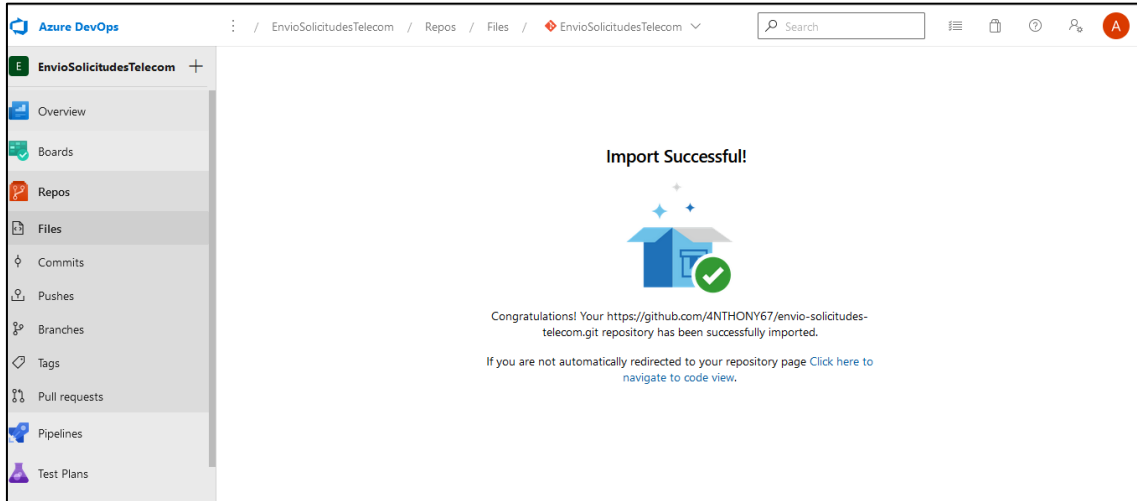 Azure DevOps
/ EnvioSolicitudesTelecom / Repos / Files / EnvioSolicitudesTelecom
Search
A
E EnvioSolicitudesTelecom
Overview
Boards
Repos
Files
Commits
Pushes
Branches
Tags
Pull requests
Pipelines
Test Plans
Import Successful!
Congratulations! Your https://github.com/4NTHONY67/envio-solicitudes-
telecom.git repository has been successfully imported.
If you are not automatically redirected to your repository page Click here to
navigate to code view.